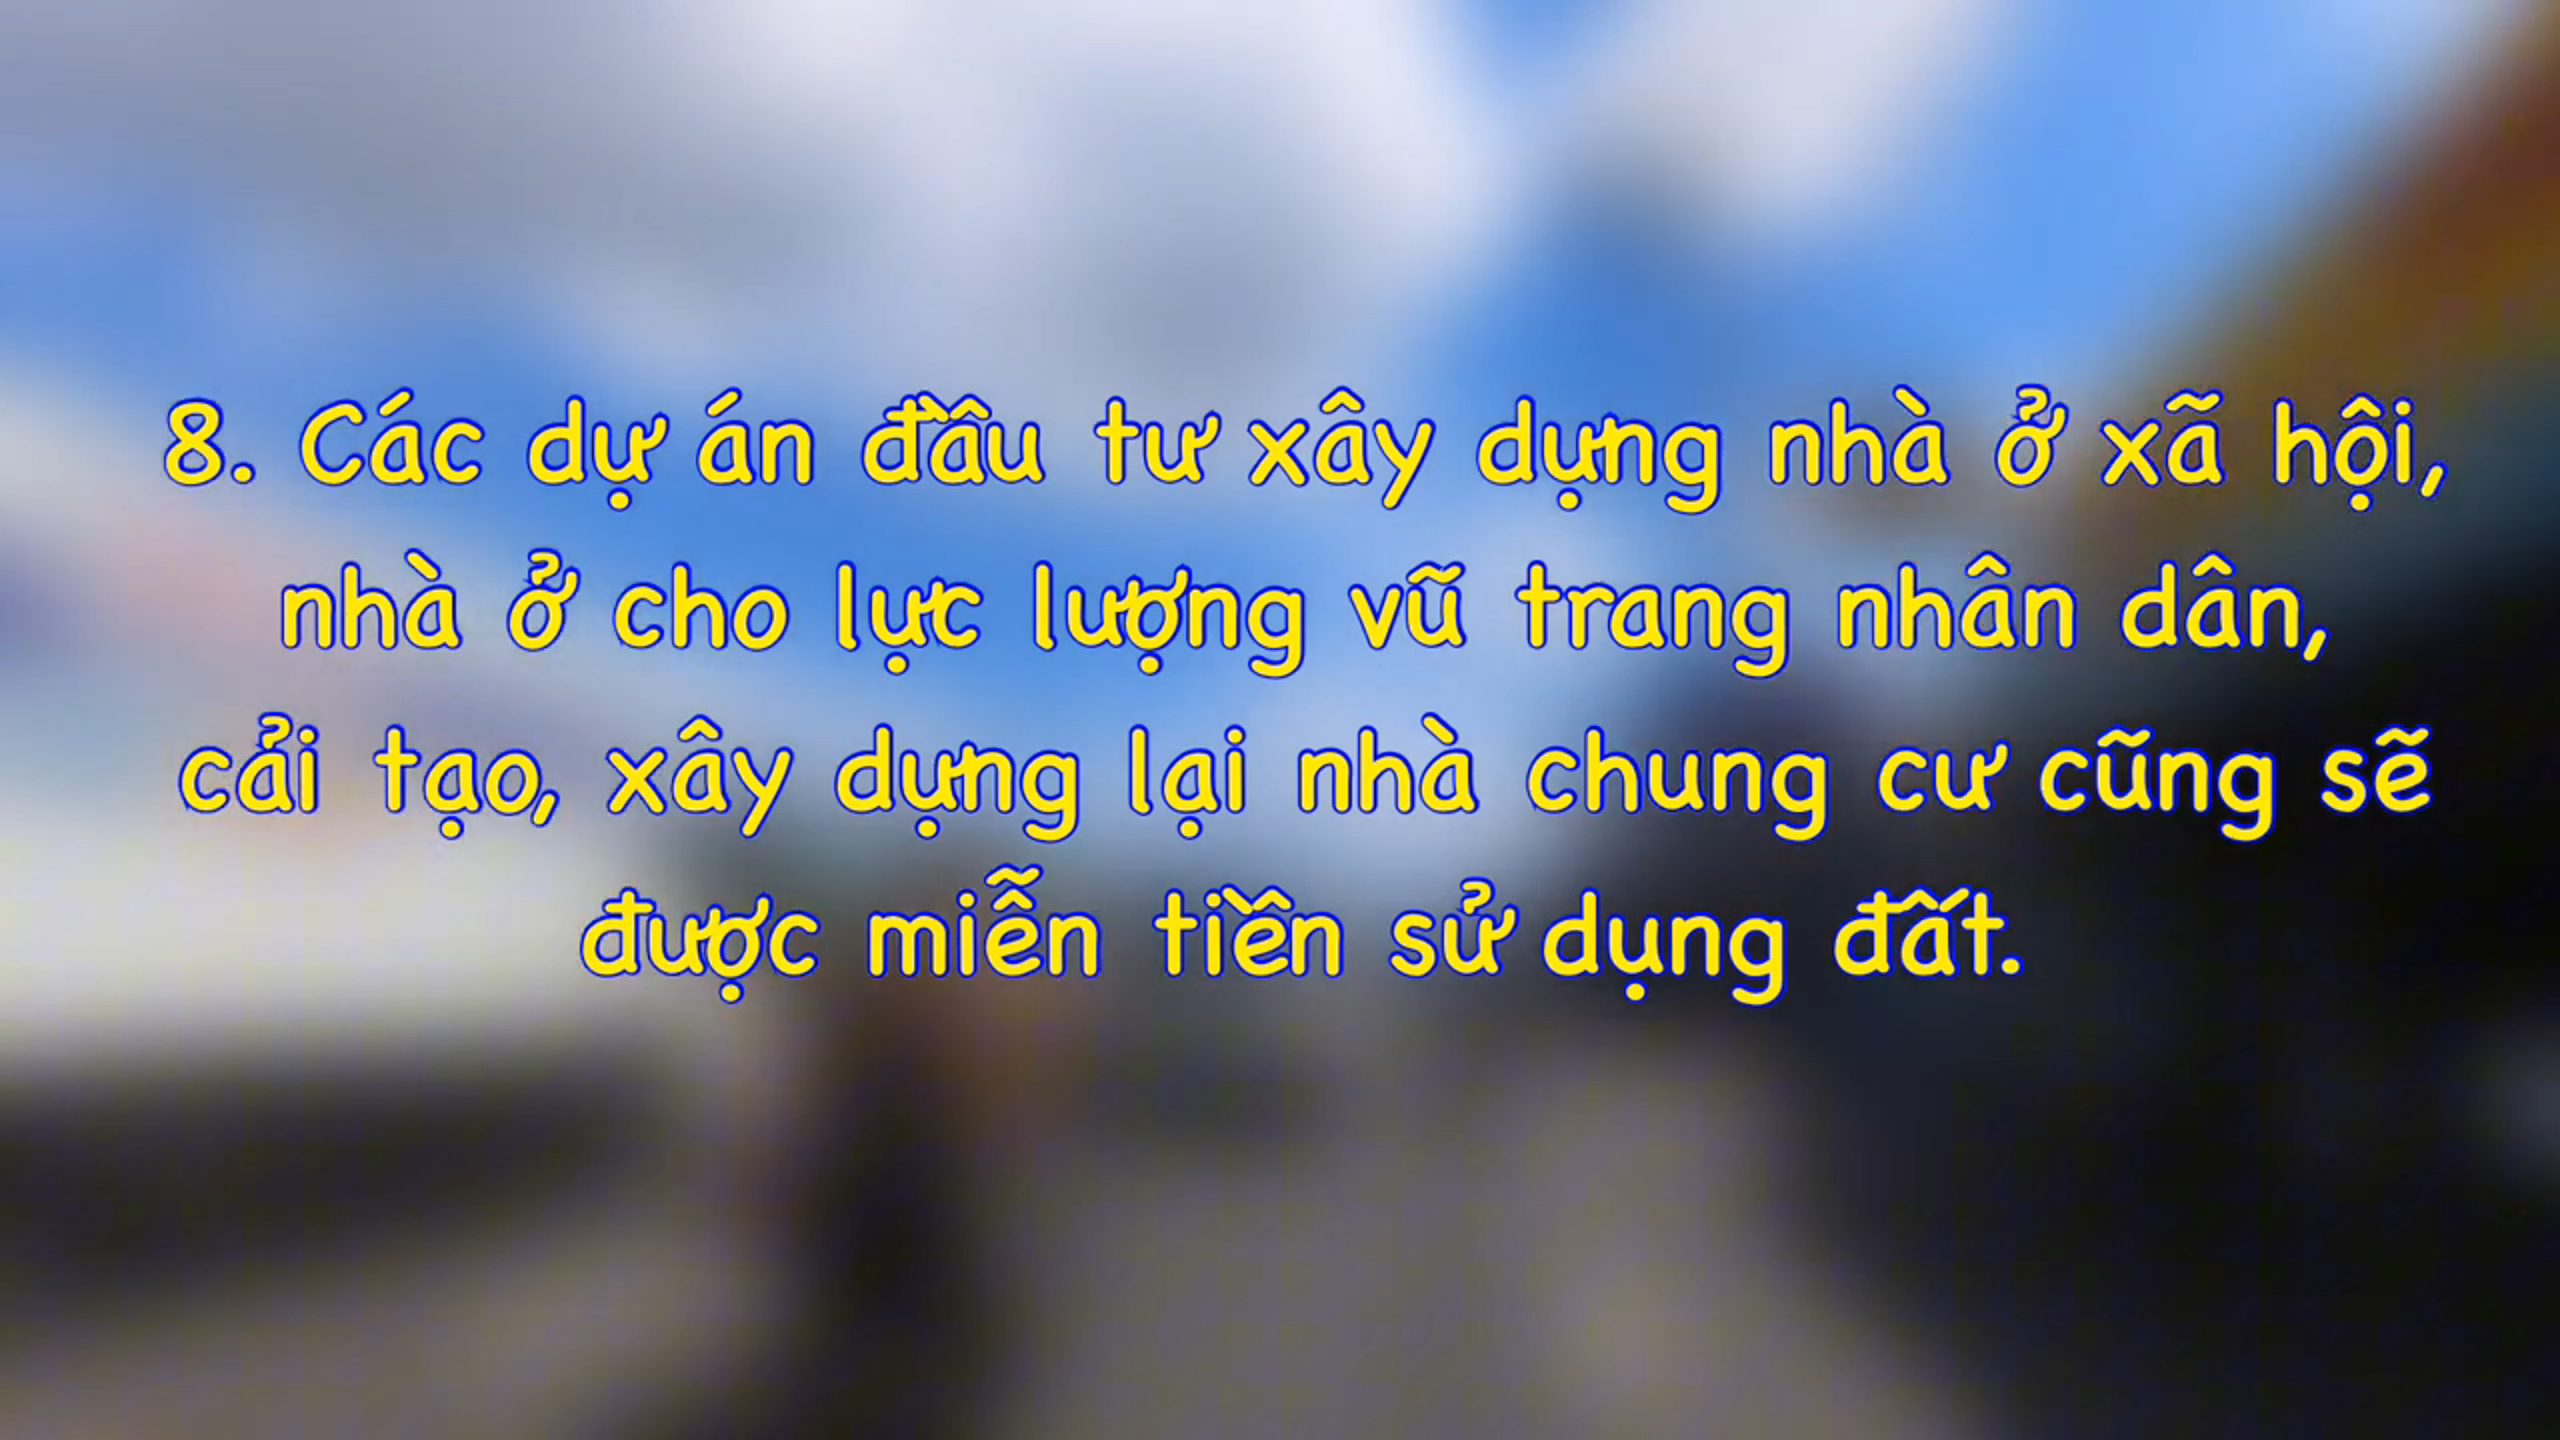 8. Các dự án đầu tư xây dựng nhà ở xã hội,
nhà ở cho lực lượng vũ trang nhân dân,
cải tạo, xây dựng lại nhà chung cư cũng sẽ
được miễn tiền sử dụng đất.